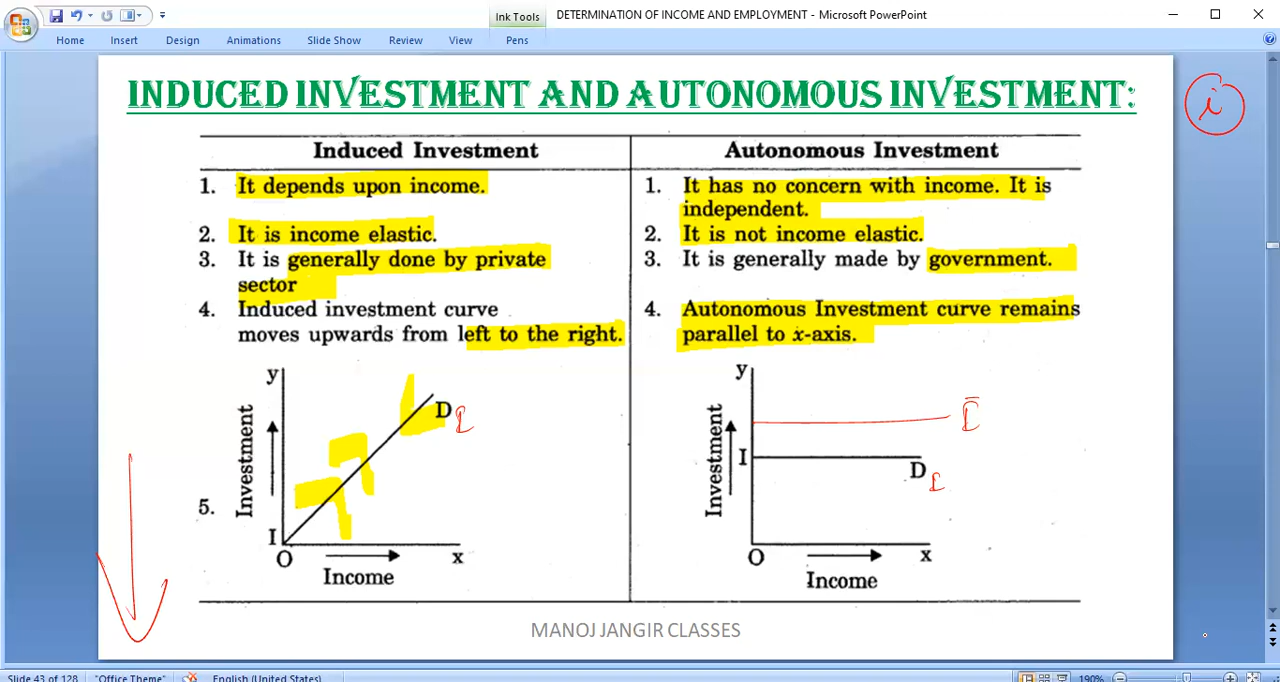 Ink Tools
DETERMINATION OF INCOME AND EMPLOYMENT - Microsoft PowerPoint
Home Insert Design Animations Slide Show Review View Pens
INDUCED INVESTMENT AND AUTONOMOUS INVESTMENT:
i
Induced Investment
1. It depends upon income.
2. It is income elastic.
3. It is generally done by private
sector
4. Induced investment curve
moves upwards from left to the right.
5.
y
Investment
D
I
O
x
Income
Autonomous Investment
1. It has no concern with income. It is
independent.
2. It is not income elastic.
3. It is generally made by government.
4. Autonomous Investment curve remains
parallel to x-axis.
y
Investment
I
D
O
x
Income
MANOJ JANGIR CLASSES
Slide 43 of 128 "Office Theme" English (United States) 190%